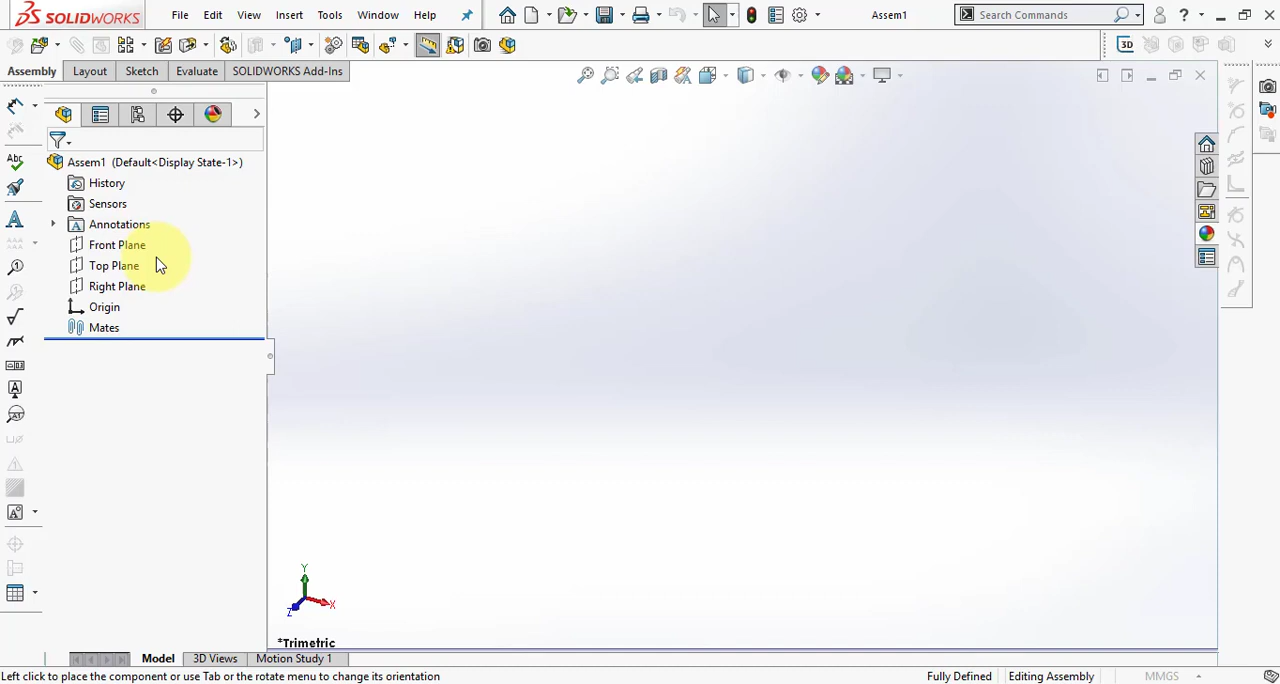 SOLIDWORKS File Edit View Insert Tools Window Help Assem1 Search Commands ?
3D
Assembly Layout Sketch Evaluate SOLIDWORKS Add-Ins
Assem1 (Default<Display State-1>)
History
Sensors
Annotations
Front Plane
Top Plane
Right Plane
Origin
Mates
Y
X
Z
*Trimetric
Model 3D Views Motion Study 1
Left click to place the component or use Tab or the rotate menu to change its orientation Fully Defined Editing Assembly MMGS